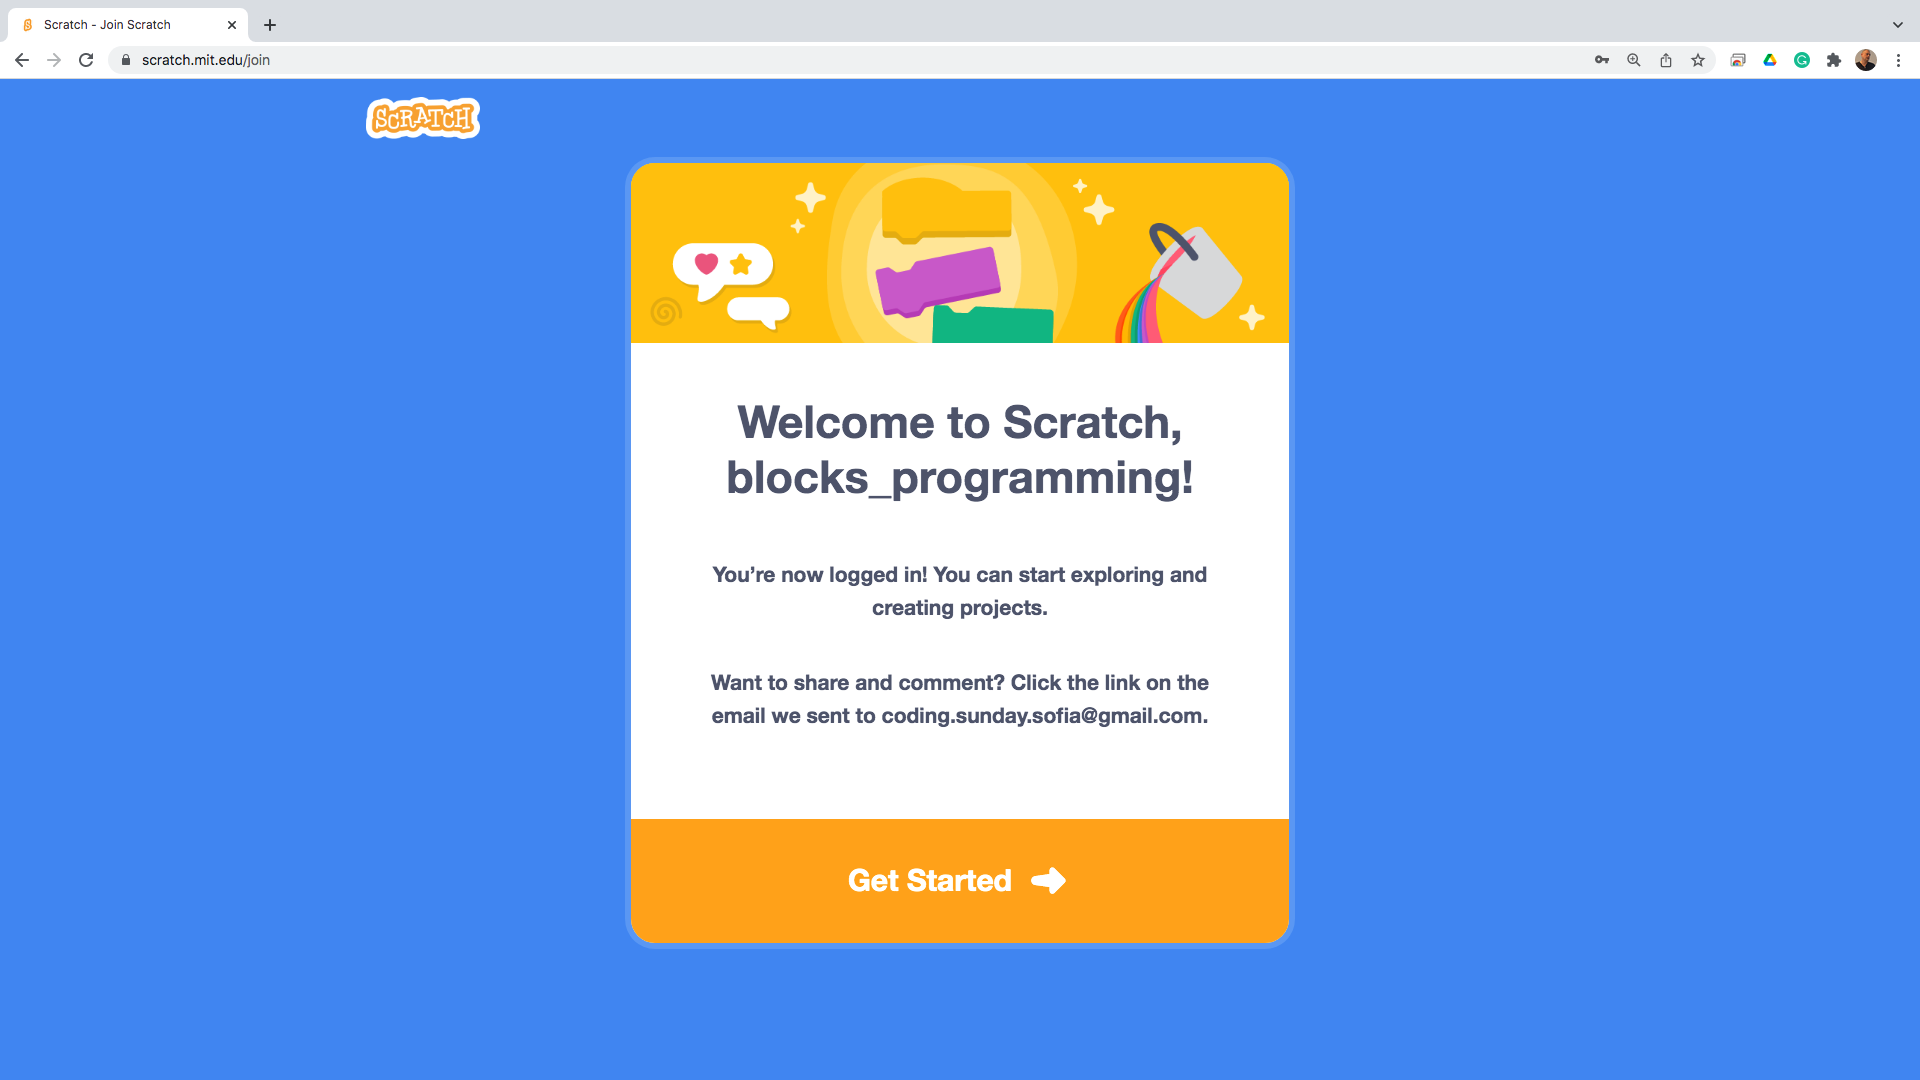 Scratch - Join Scratch
scratch.mit.edu/join
SCRATCH
Welcome to Scratch,
blocks_programming!
You’re now logged in! You can start exploring and
creating projects.
Want to share and comment? Click the link on the
email we sent to coding.sunday.sofia@gmail.com.
Get Started